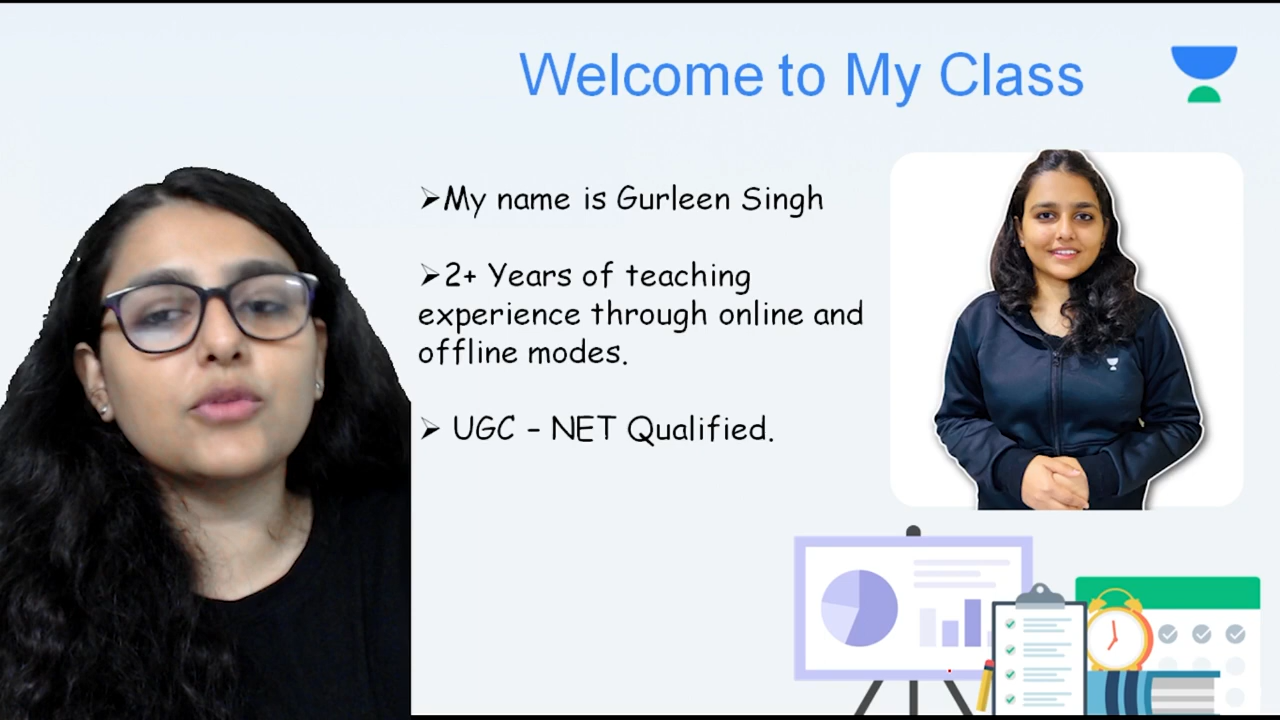 Welcome to My Class
➢My name is Gurleen Singh
➢2+ Years of teaching
experience through online and
offline modes.
➢ UGC – NET Qualified.